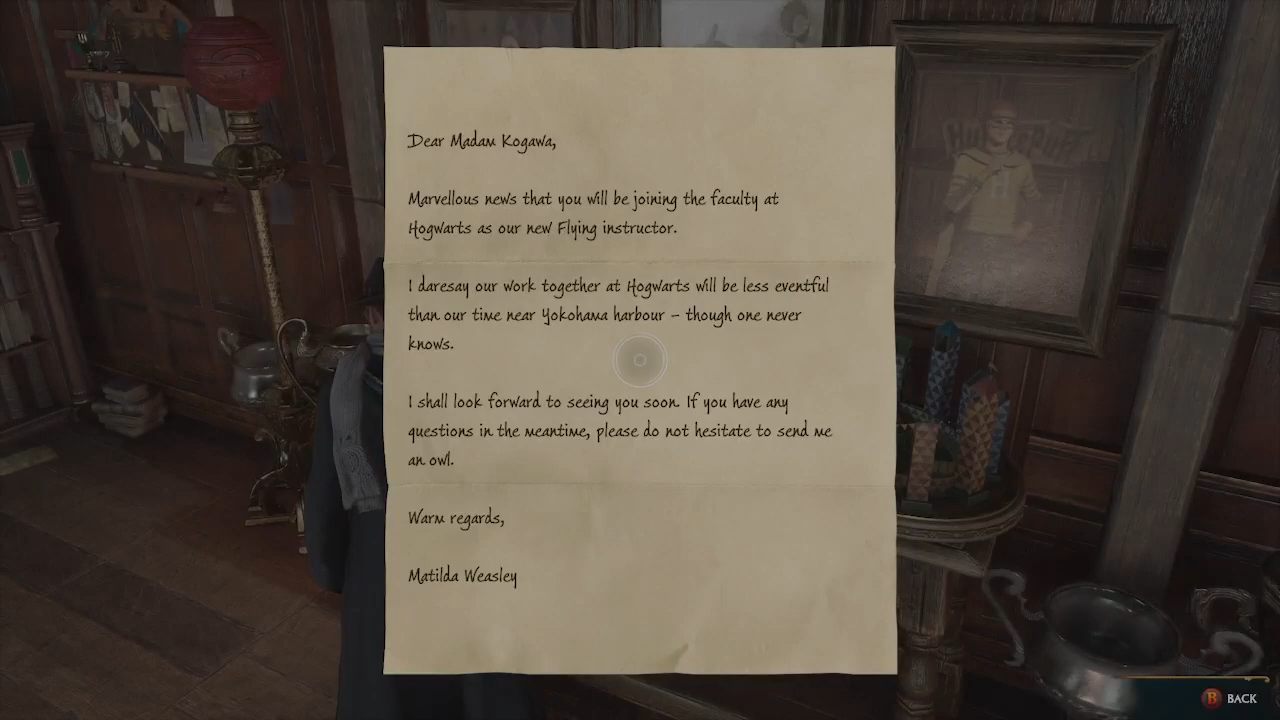 Dear Madam Kogawa,
Marvellous news that you will be joining the faculty at
Hogwarts as our new Flying instructor.
I daresay our work together at Hogwarts will be less eventful
than our time near Yokohama harbour – though one never
knows.
I shall look forward to seeing you soon. If you have any
questions in the meantime, please do not hesitate to send me
an owl.
Warm regards,
Matilda Weasley
B BACK